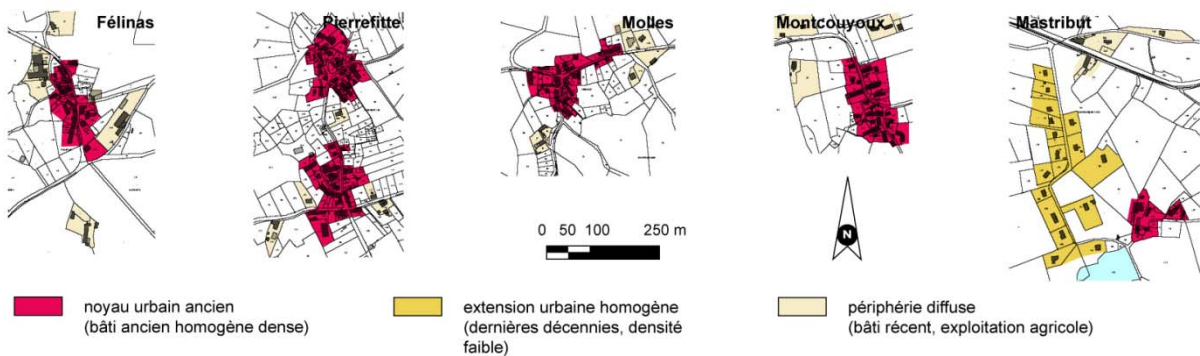 Félinas
Pierrefitte
Molles
Montcouyoux
Mastribut
0 50 100 250 m
N
noyau urbain ancien
(bâti ancien homogène dense)
extension urbaine homogène
(dernières décennies, densité
faible)
périphérie diffuse
(bâti récent, exploitation agricole)